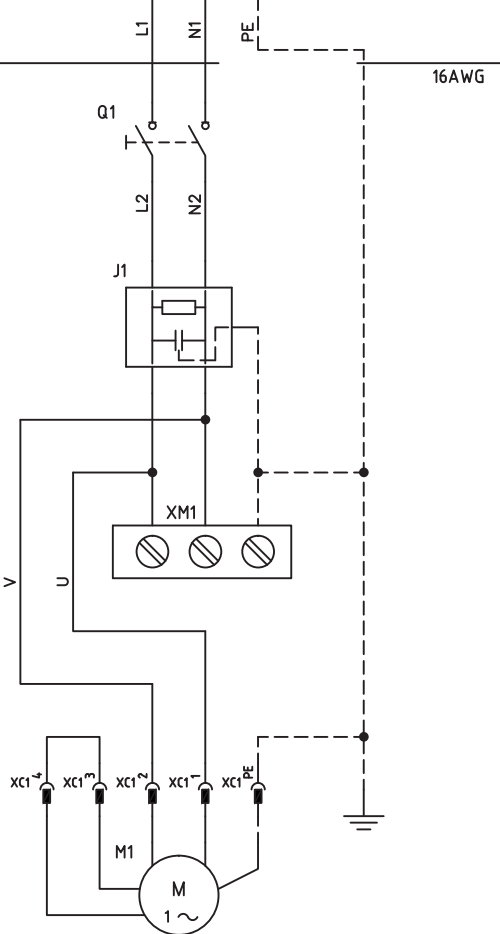 L1
N1
PE
16AWG
Q1
L2
N2
J1
XM1
V
U
XC1 4
XC1 3
XC1 2
XC1 1
XC1 PE
M1
M
1 ~